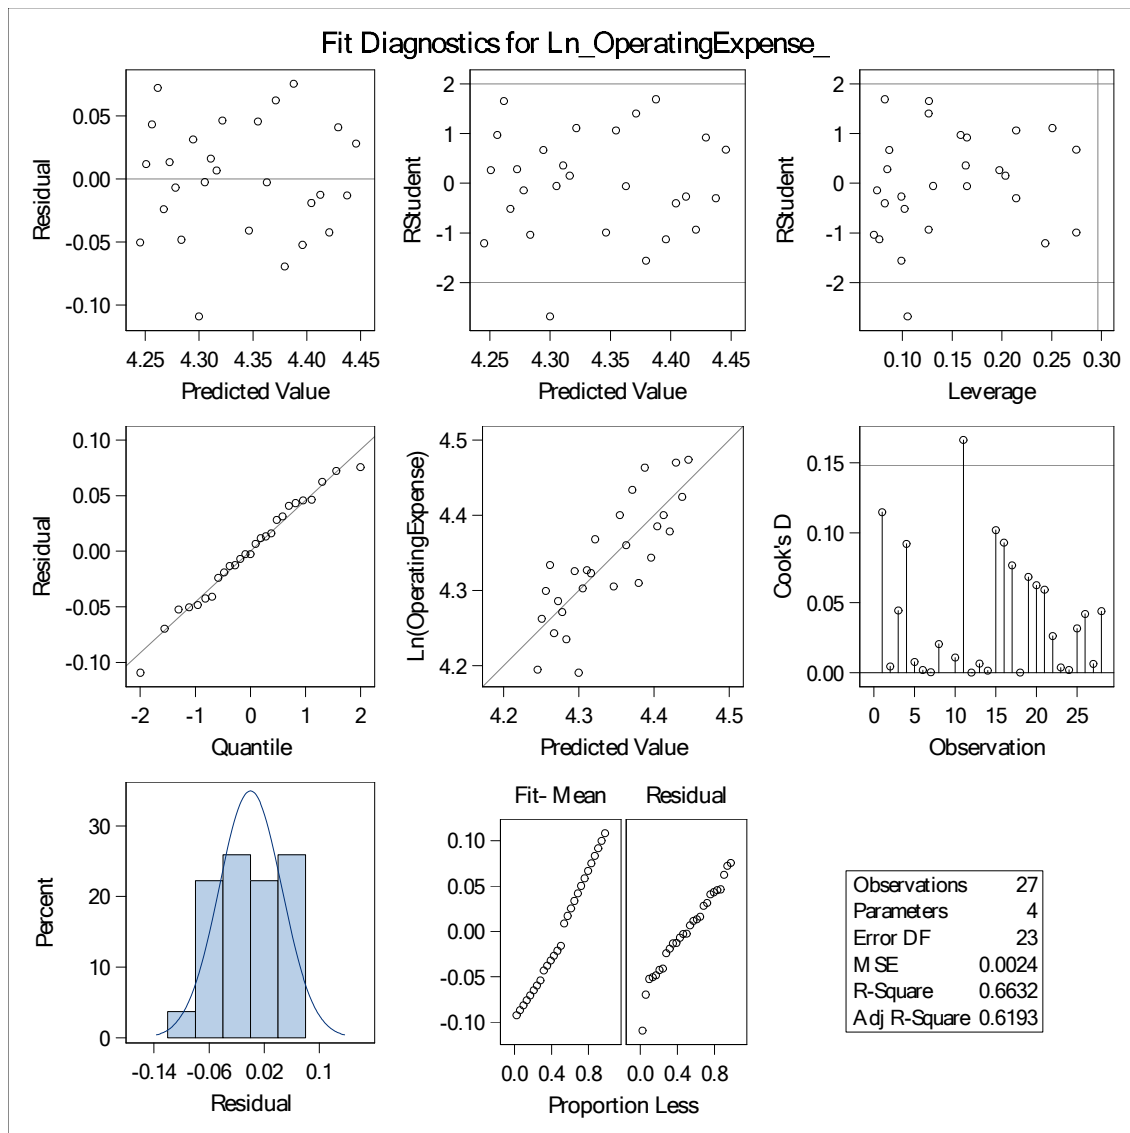 Fit Diagnostics for Ln_OperatingExpense_
Residual
0.05
0.00
-0.05
-0.10
4.25 4.30 4.35 4.40 4.45
Predicted Value
RStudent
2
1
0
-1
-2
4.25 4.30 4.35 4.40 4.45
Predicted Value
RStudent
2
1
0
-1
-2
0.10 0.15 0.20 0.25 0.30
Leverage
Residual
0.10
0.05
0.00
-0.05
-0.10
-2 -1 0 1 2
Quantile
Ln(OperatingExpense)
4.5
4.4
4.3
4.2
4.2 4.3 4.4 4.5
Predicted Value
Cook's D
0.15
0.10
0.05
0.00
0 5 10 15 20 25
Observation
Percent
30
20
10
0
-0.14 -0.06 0.02 0.1
Residual
Fit-Mean Residual
0.10
0.05
0.00
-0.05
-0.10
0.0 0.4 0.8 0.0 0.4 0.8
Proportion Less
Observations 27
Parameters 4
Error DF 23
MSE 0.0024
R-Square 0.6632
Adj R-Square 0.6193